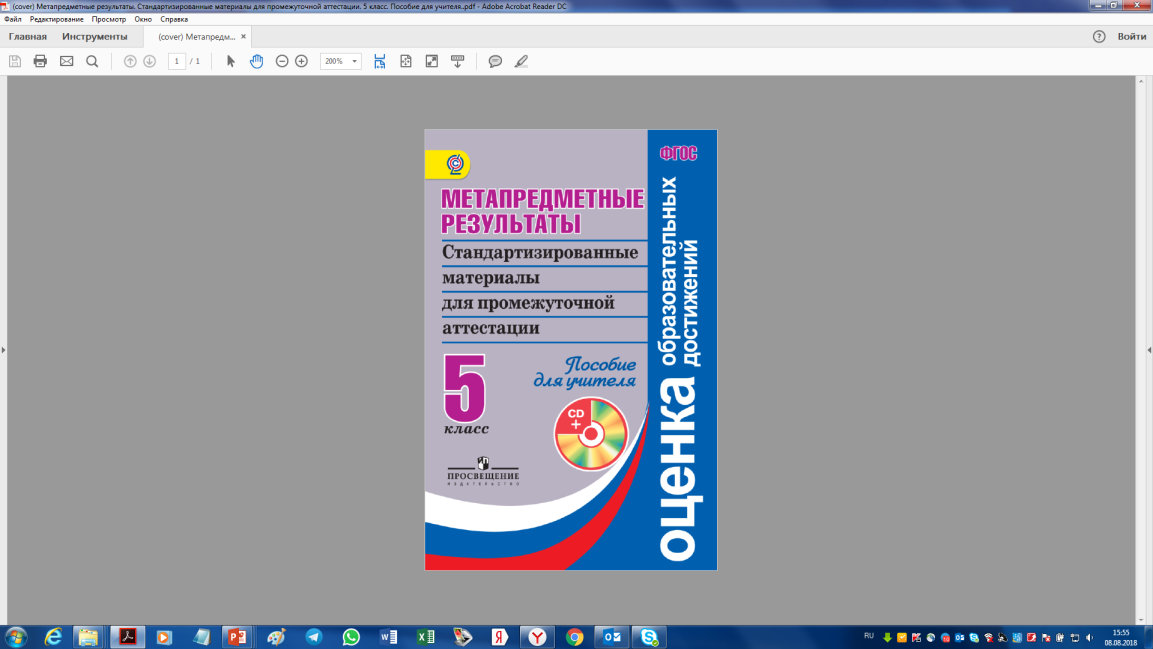 (cover) Метапредметные результаты. Стандартизированные материалы для промежуточной аттестации. 5 класс. Пособие для учителя..pdf - Adobe Acrobat Reader DC
Файл Редактирование Просмотр Окно Справка
Главная Инструменты (cover) Метапредм... × Войти
1 / 1 200%
ФГОС
МЕТАПРЕДМЕТНЫЕ
РЕЗУЛЬТАТЫ
Стандартизированные
материалы
для промежуточной
аттестации
5
класс
Пособие
для учителя
CD
+
ПРОСВЕЩЕНИЕ
ИЗДАТЕЛЬСТВО
оценка
образовательных
достижений
RU
15:55
08.08.2018